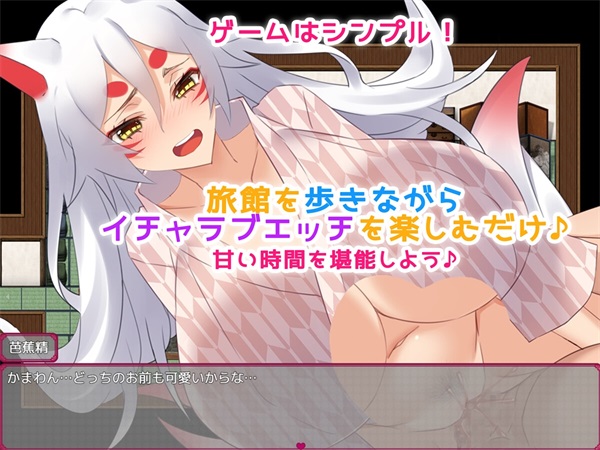 ゲームはシンプル！
旅館を歩きながら
イチャラブエッチを楽しむだけ♪
甘い時間を堪能しよう♪
芭蕉精
かまわん…どっちのお前も可愛いからな…